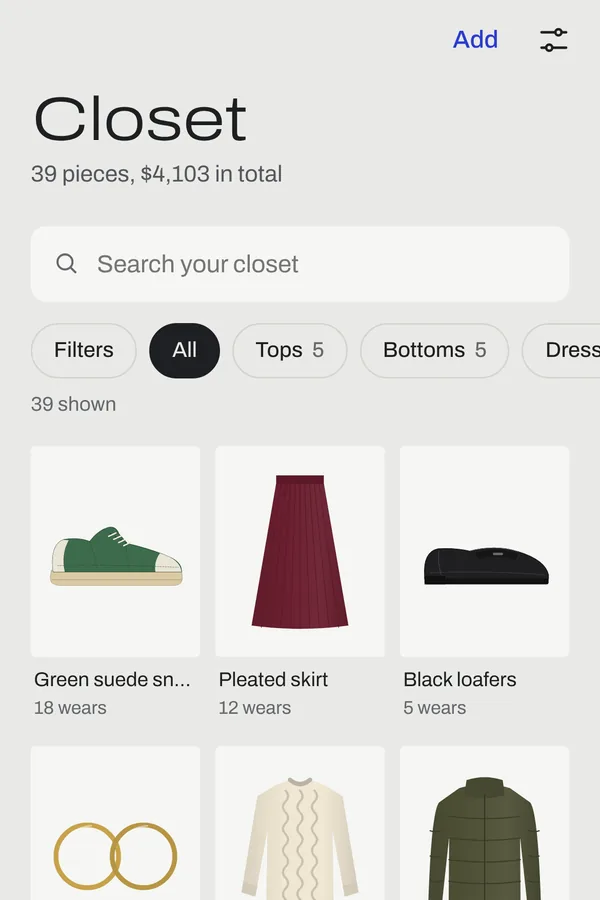 Add
Closet
39 pieces, $4,103 in total
Search your closet
Filters All Tops 5 Bottoms 5 Dress
39 shown
Green suede sn... Pleated skirt Black loafers
18 wears 12 wears 5 wears